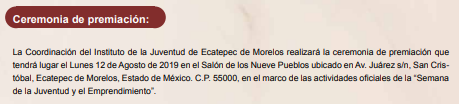 Ceremonia de premiación:
La Coordinación del Instituto de la Juventud de Ecatepec de Morelos realizará la ceremonia de premiación que
tendrá lugar el Lunes 12 de Agosto de 2019 en el Salón de los Nueve Pueblos ubicado en Av. Juárez s/n, San Cris-
tóbal, Ecatepec de Morelos, Estado de México. C.P. 55000, en el marco de las actividades oficiales de la “Semana
de la Juventud y el Emprendimiento”.